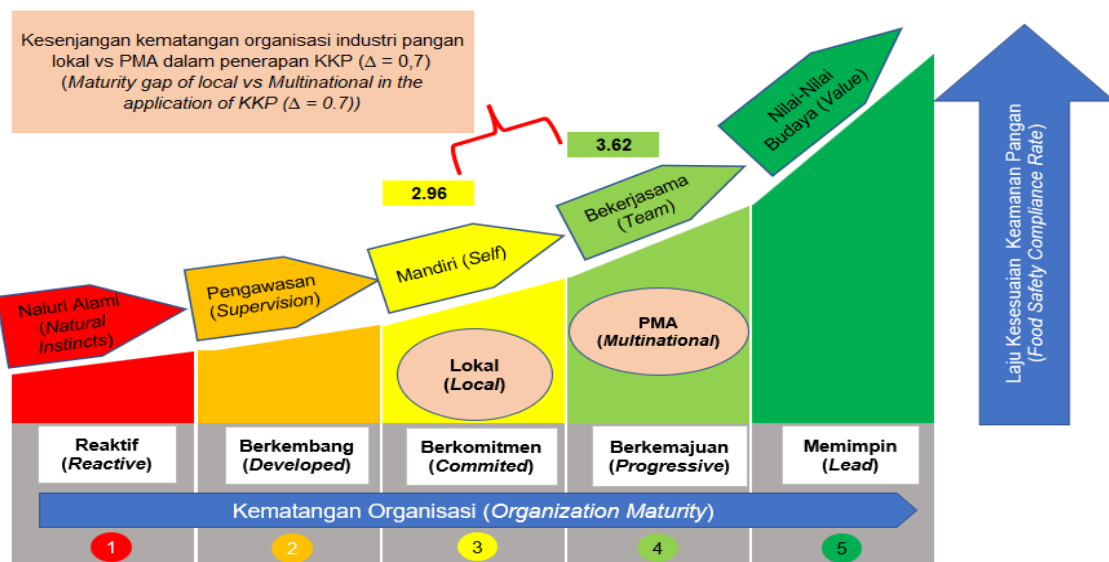 Kesenjangan kematangan organisasi industri pangan
lokal vs PMA dalam penerapan KKP (Δ = 0,7)
(Maturity gap of local vs Multinational in the
application of KKP (Δ = 0.7))
Nilai-Nilai
Budaya (Value)
3.62
2.96
Bekerjasama
(Team)
Mandiri (Self)
Pengawasan
(Supervision)
Naluri Alami
(Natural
Instincts)
Lokal
(Local)
PMA
(Multinational)
Laju Kesesuaian Keamanan Pangan
(Food Safety Compliance Rate)
Reaktif
(Reactive)
Berkembang
(Developed)
Berkomitmen
(Commited)
Berkemajuan
(Progressive)
Memimpin
(Lead)
Kematangan Organisasi (Organization Maturity)
1
2
3
4
5